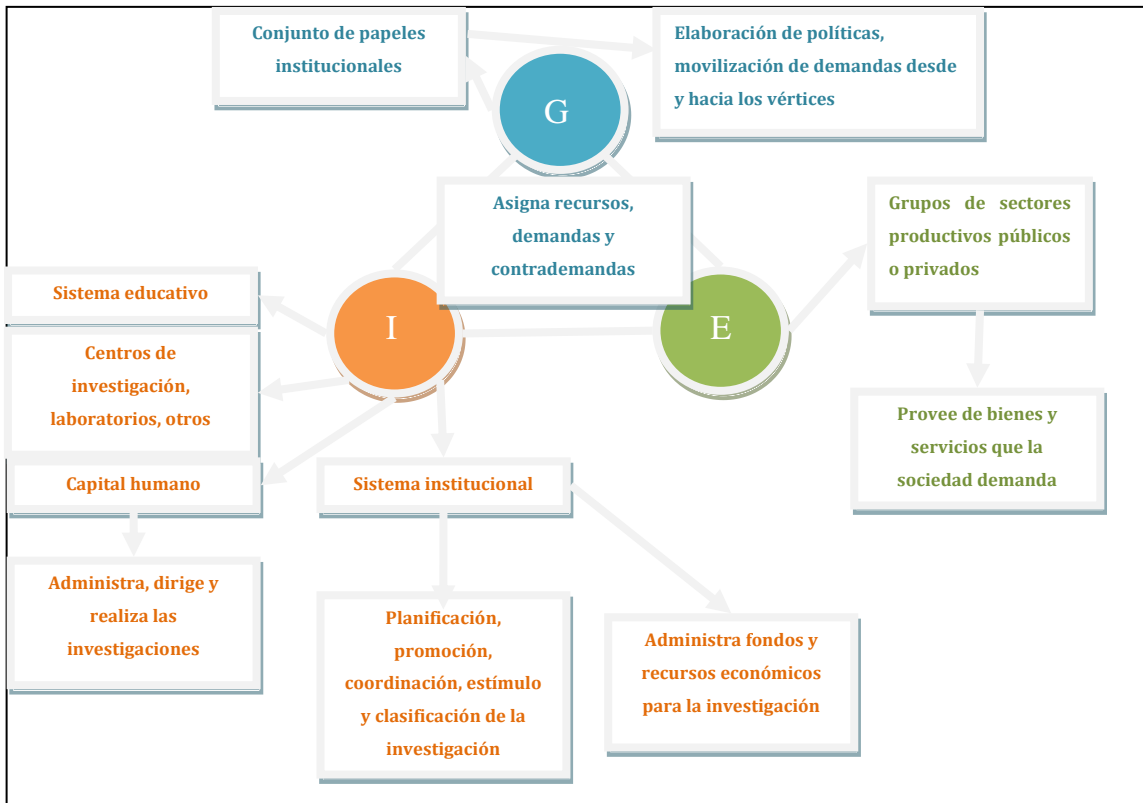 Conjunto de papeles
institucionales
Elaboración de políticas,
movilización de demandas desde
y hacia los vértices
G
Asigna recursos,
demandas y
contrademandas
Grupos de sectores
productivos públicos
o privados
Sistema educativo
I
E
Centros de
investigación,
laboratorios, otros
Provee de bienes y
servicios que la
sociedad demanda
Capital humano
Sistema institucional
Administra, dirige y
realiza las
investigaciones
Planificación,
promoción,
coordinación, estímulo
y clasificación de la
investigación
Administra fondos y
recursos económicos
para la investigación